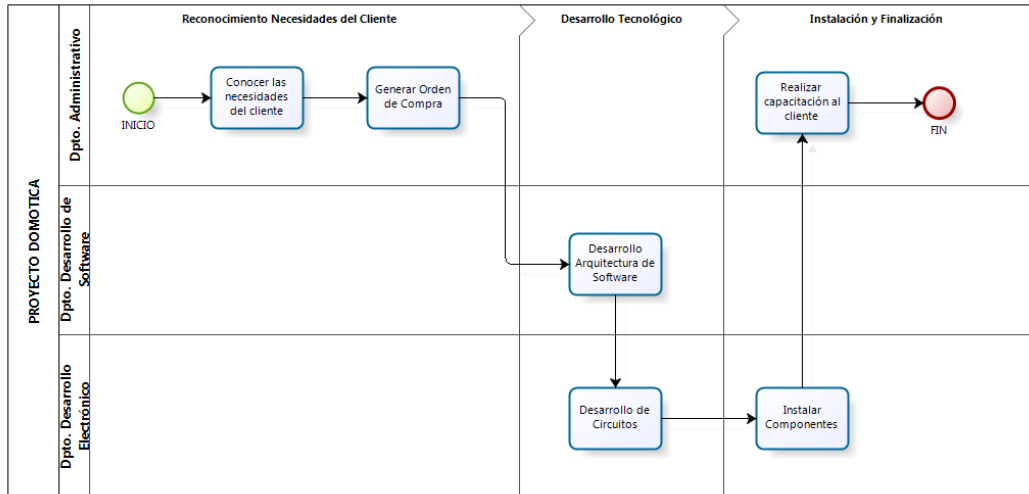 Reconocimiento Necesidades del Cliente
Desarrollo Tecnológico
Instalación y Finalización
PROYECTO DOMOTICA
Dpto. Administrativo
INICIO
Conocer las
necesidades
del cliente
Generar Orden
de Compra
Realizar
capacitación al
cliente
FIN
Dpto. Desarrollo de
Software
Desarrollo
Arquitectura de
Software
Dpto. Desarrollo
Electrónico
Desarrollo de
Circuitos
Instalar
Componentes